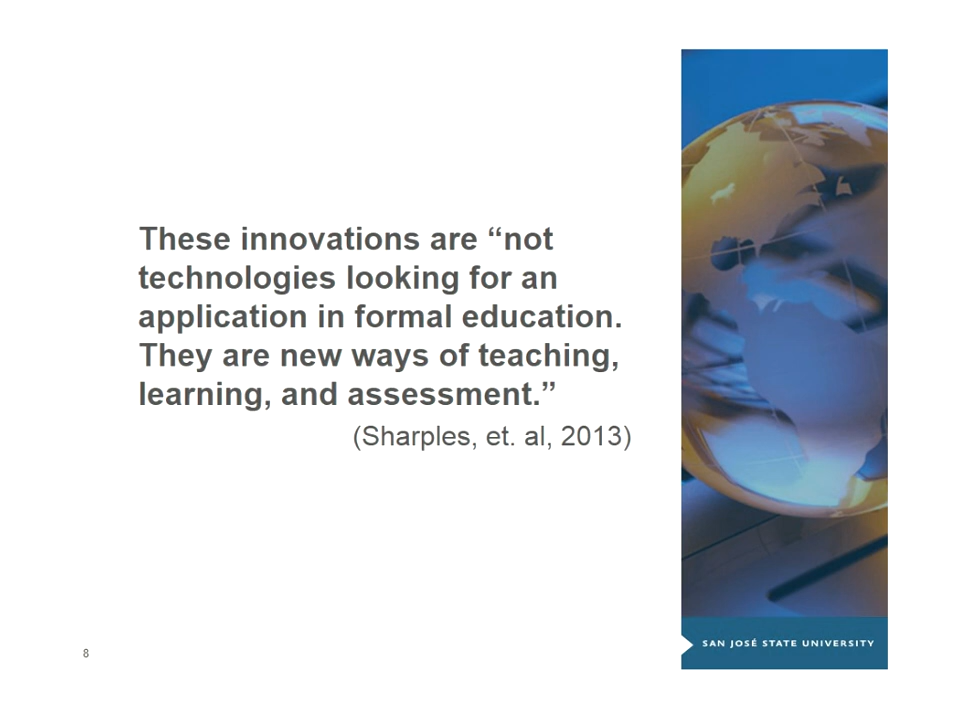 These innovations are “not
technologies looking for an
application in formal education.
They are new ways of teaching,
learning, and assessment.”
(Sharples, et. al, 2013)
8
SAN JOSÉ STATE UNIVERSITY